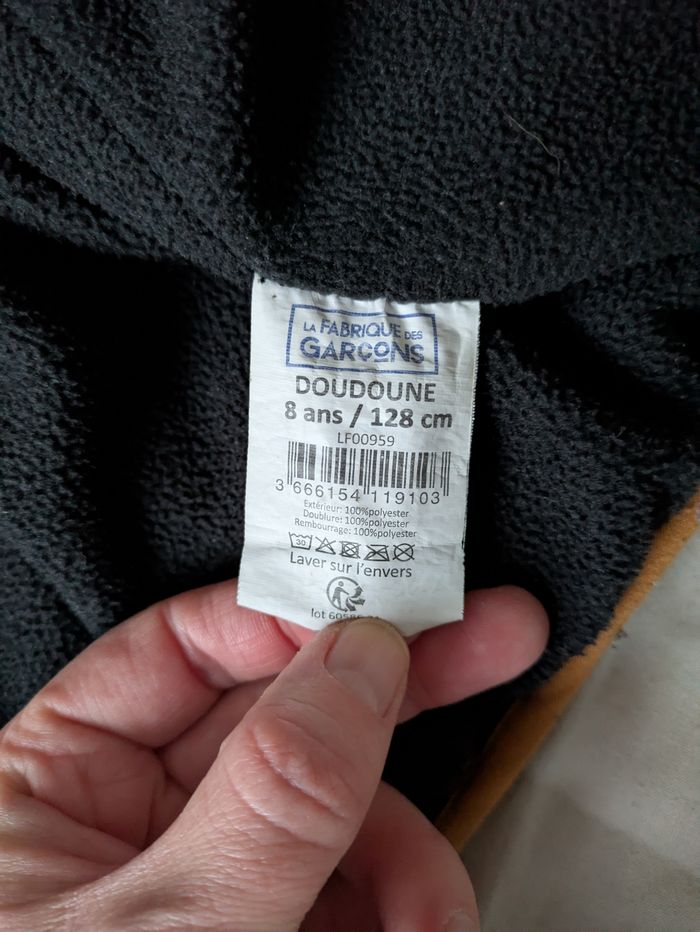 LA FABRIQUE DES
GARÇONS
DOUDOUNE
8 ans / 128 cm
LF00959
3 666154 119103
Extérieur: 100%polyester
Doublure: 100%polyester
Rembourrage: 100%polyester
30
Laver sur l'envers
lot